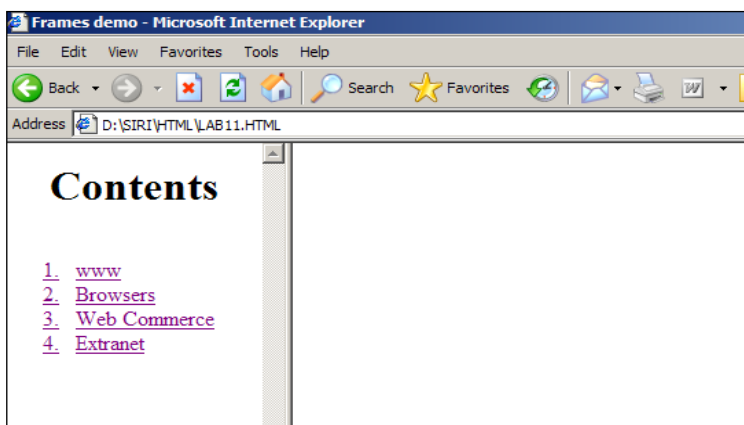 Frames demo - Microsoft Internet Explorer
File Edit View Favorites Tools Help
Back Search Favorites W
Address D:\SIRI\HTML\LAB11.HTML
Contents
1. www
2. Browsers
3. Web Commerce
4. Extranet